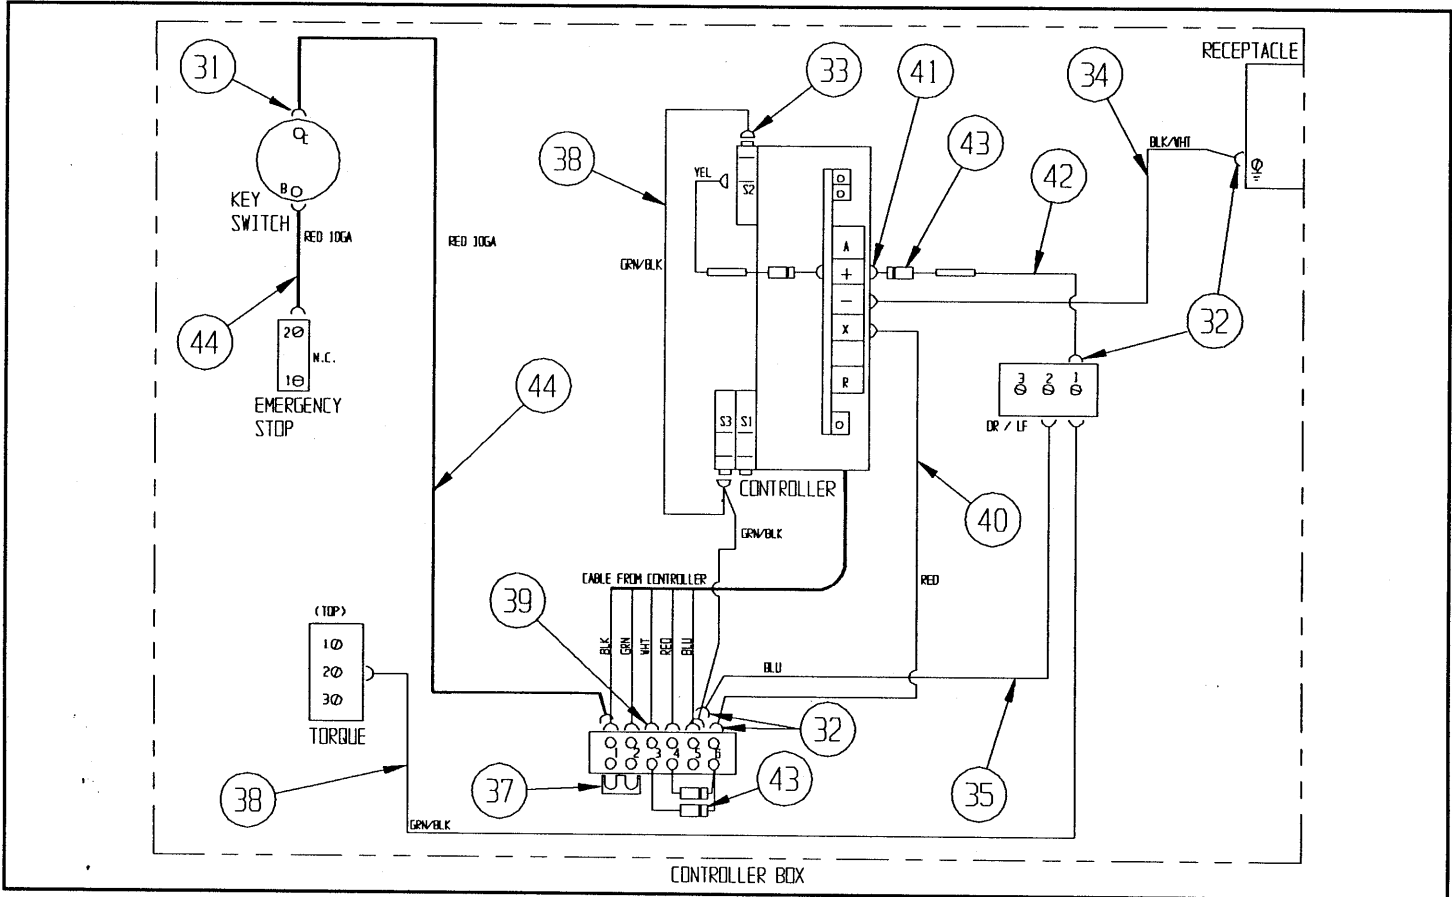 RECEPTACLE
31
33
41
34
43
BLK/WHT
38
YEL
S2
42
B
KEY
SWITCH
RED 10GA
RED 10GA
GRN/BLK
A
+
−
X
R
32
44
2
N.C.
1
EMERGENCY
STOP
44
3 2 1
DR / LF
S3 S1
CONTROLLER
40
GRN/BLK
CABLE FROM CONTROLLER
RED
39
(TOP)
1
2
3
TORQUE
BLK
GRN
WHT
RED
BLU
BLU
32
1 2 3 4 5 6
37
43
35
38
GRN/BLK
CONTROLLER BOX